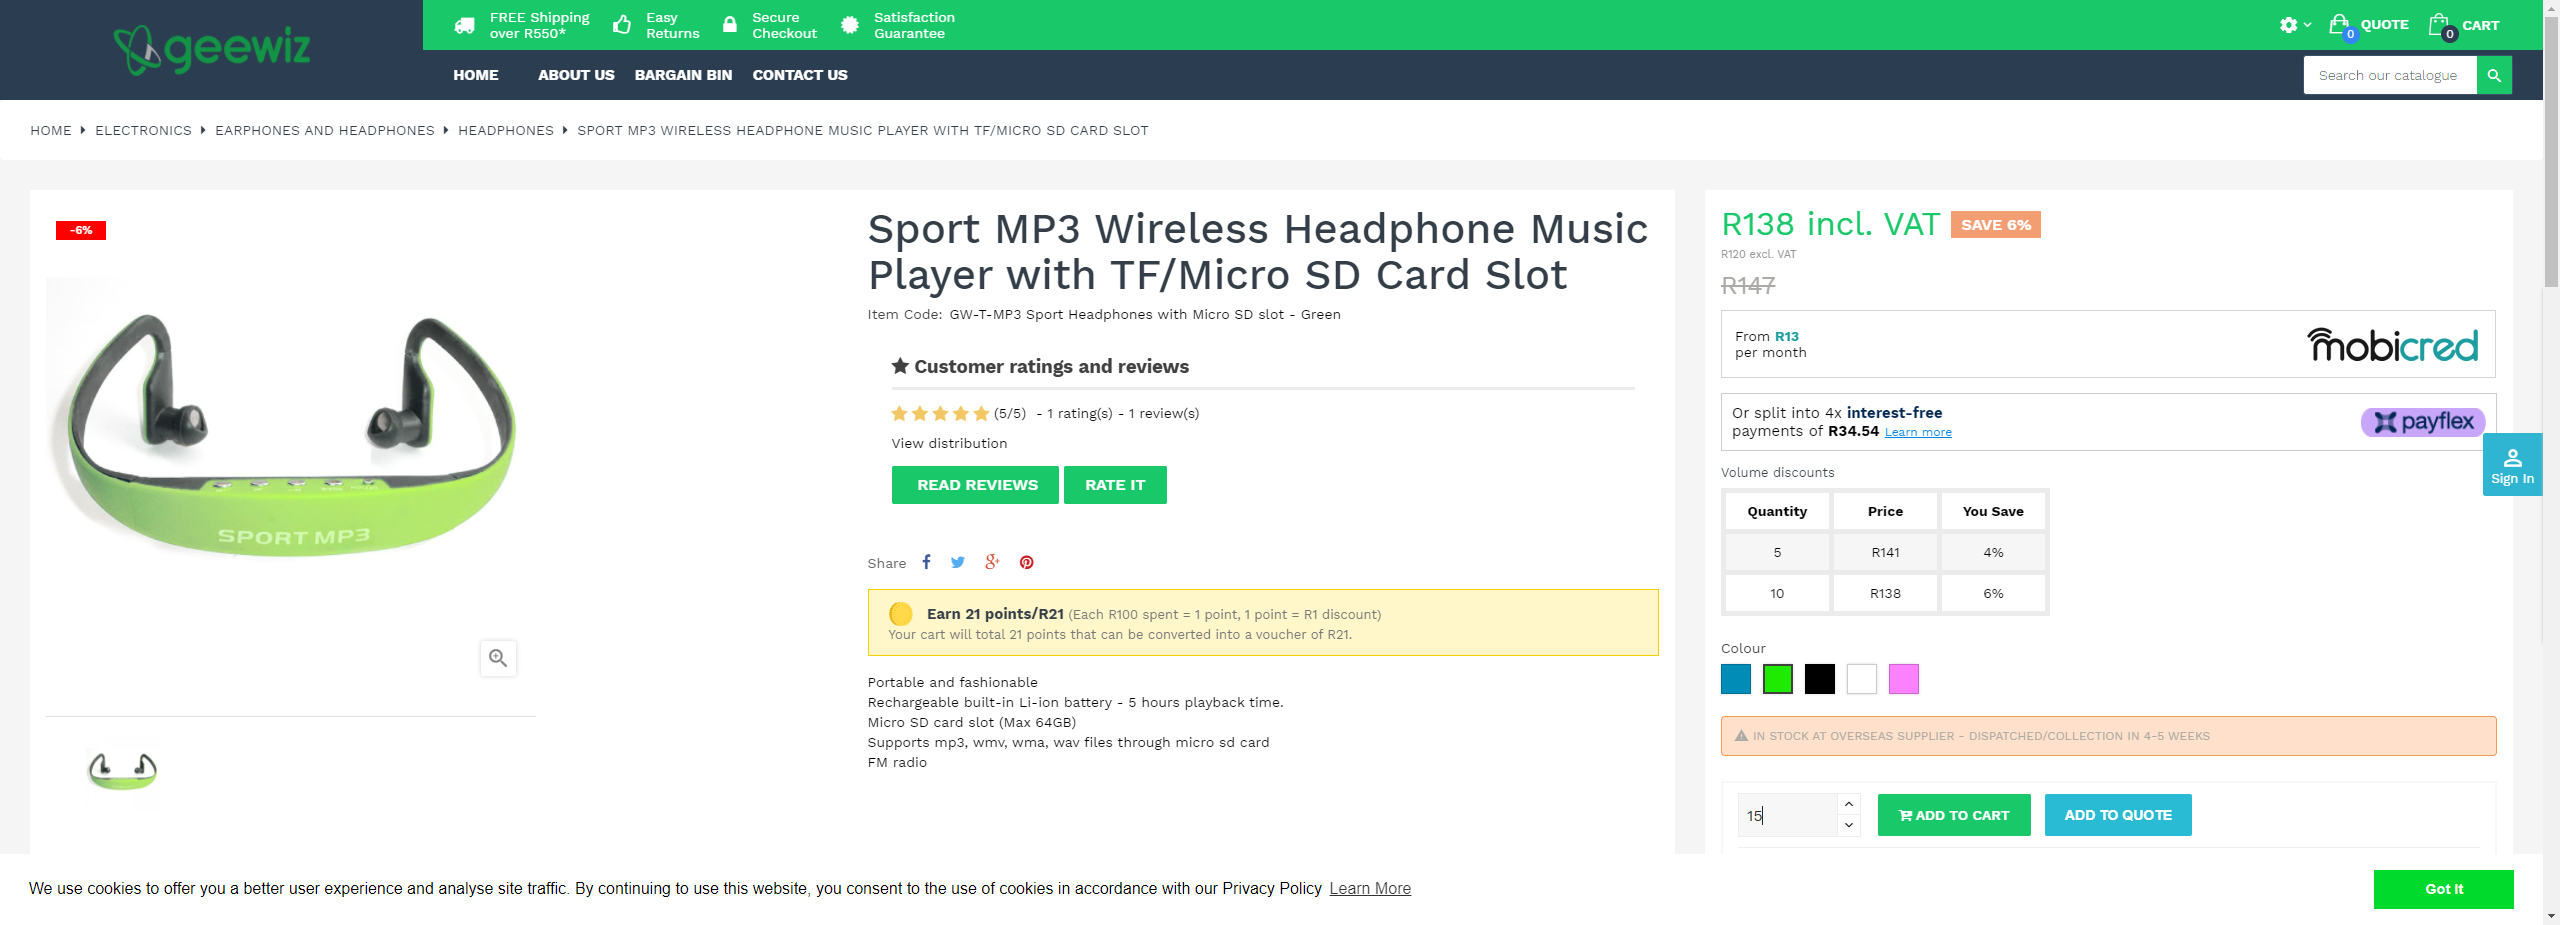 geewiz
FREE Shipping
over R550*
Easy
Returns
Secure
Checkout
Satisfaction
Guarantee
0
QUOTE
0
CART
HOME
ABOUT US
BARGAIN BIN
CONTACT US
Search our catalogue
HOME
ELECTRONICS
EARPHONES AND HEADPHONES
HEADPHONES
SPORT MP3 WIRELESS HEADPHONE MUSIC PLAYER WITH TF/MICRO SD CARD SLOT
-6%
SPORT MP3
Sport MP3 Wireless Headphone Music
Player with TF/Micro SD Card Slot
Item Code: GW-T-MP3 Sport Headphones with Micro SD slot - Green
Customer ratings and reviews
(5/5) - 1 rating(s) - 1 review(s)
View distribution
READ REVIEWS
RATE IT
Share
Earn 21 points/R21 (Each R100 spent = 1 point, 1 point = R1 discount)
Your cart will total 21 points that can be converted into a voucher of R21.
Portable and fashionable
Rechargeable built-in Li-ion battery - 5 hours playback time.
Micro SD card slot (Max 64GB)
Supports mp3, wmv, wma, wav files through micro sd card
FM radio
R138 incl. VAT
SAVE 6%
R120 excl. VAT
R147
From R13
per month
mobicred
Or split into 4x interest-free
payments of R34.54 Learn more
payflex
Sign In
Volume discounts
Quantity Price You Save
5 R141 4%
10 R138 6%
Colour
IN STOCK AT OVERSEAS SUPPLIER - DISPATCHED/COLLECTION IN 4-5 WEEKS
15
ADD TO CART
ADD TO QUOTE
We use cookies to offer you a better user experience and analyse site traffic. By continuing to use this website, you consent to the use of cookies in accordance with our Privacy Policy Learn More
Got It